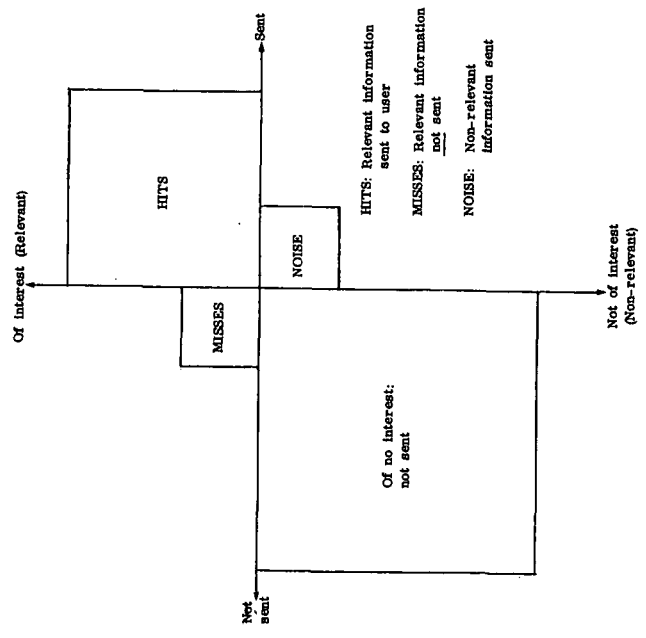 Of interest (Relevant)
HITS
MISSES
Sent
NOISE
Not
sent
Of no interest:
not sent
HITS: Relevant information
sent to user
MISSES: Relevant information
not sent
NOISE: Non-relevant
information sent
Not of interest
(Non-relevant)